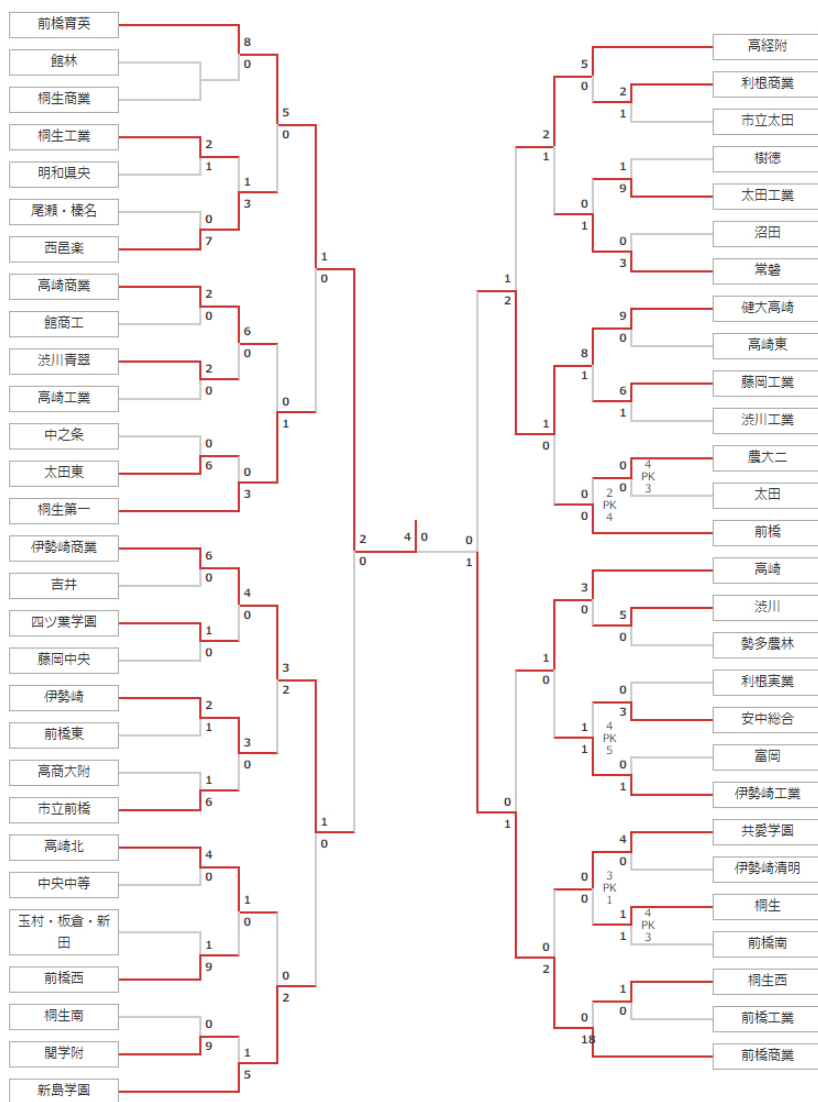 前橋育英
館林
桐生商業
桐生工業
明和県央
尾瀬・榛名
西邑楽
高崎商業
館商工
渋川青翠
高崎工業
中之条
太田東
桐生第一
伊勢崎商業
吉井
四ツ葉学園
藤岡中央
伊勢崎
前橋東
高商大附
市立前橋
高崎北
中央中等
玉村・板倉・新
田
前橋西
桐生南
関学附
新島学園
8
0
2
1
0
7
1
3
5
0
2
0
2
0
6
0
0
6
0
3
0
1
1
0
6
0
1
0
4
0
2
1
1
6
3
0
3
2
4
0
1
9
1
0
0
9
1
5
0
2
1
0
2
0
4 0
0
1
1
2
2
1
5
0
2
1
1
9
0
3
0
1
9
0
6
1
8
1
0
0
4
PK
3
0
0
2
PK
4
1
0
0
1
1
0
3
0
5
0
0
3
0
1
1
1
4
PK
5
4
0
1
1
4
PK
3
0
0
3
PK
1
0
2
1
0
0
18
高経附
利根商業
市立太田
樹徳
太田工業
沼田
常磐
健大高崎
高崎東
藤岡工業
渋川工業
農大二
太田
前橋
高崎
渋川
勢多農林
利根実業
安中総合
富岡
伊勢崎工業
共愛学園
伊勢崎清明
桐生
前橋南
桐生西
前橋工業
前橋商業